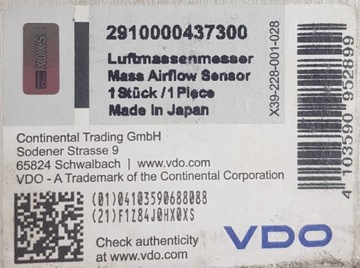 2910000437300
Luftmassenmesser
Mass Airflow Sensor
1 Stück / 1 Piece
Made in Japan
X39-228-001-028
4 103590 952899
Continental Trading GmbH
Sodener Strasse 9
65824 Schwalbach | www.vdo.com
VDO - A Trademark of the Continental Corporation
(01)04103590688088
(21)F1Z84J0HX0XS
Check authenticity
at www.vdo.com
VDO